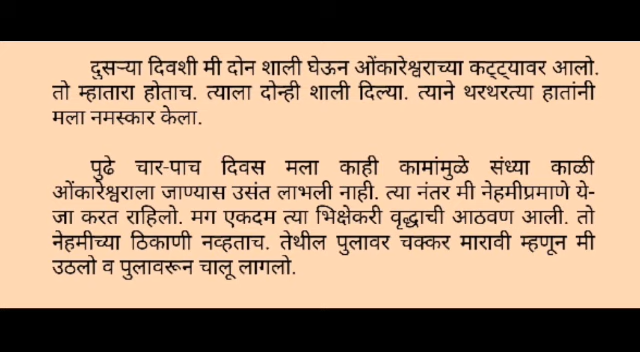 दुसऱ्या दिवशी मी दोन शाली घेऊन ओंकारेश्वराच्या कट्ट्यावर आलो.
तो म्हातारा होताच. त्याला दोन्ही शाली दिल्या. त्याने थरथरत्या हातांनी
मला नमस्कार केला.
पुढे चार-पाच दिवस मला काही कामांमुळे संध्या काळी
ओंकारेश्वराला जाण्यास उसंत लाभली नाही. त्या नंतर मी नेहमीप्रमाणे ये-
जा करत राहिलो. मग एकदम त्या भिक्षेकरी वृद्धाची आठवण आली. तो
नेहमीच्या ठिकाणी नव्हताच. तेथील पुलावर चक्कर मारावी म्हणून मी
उठलो व पुलावरून चालू लागलो.